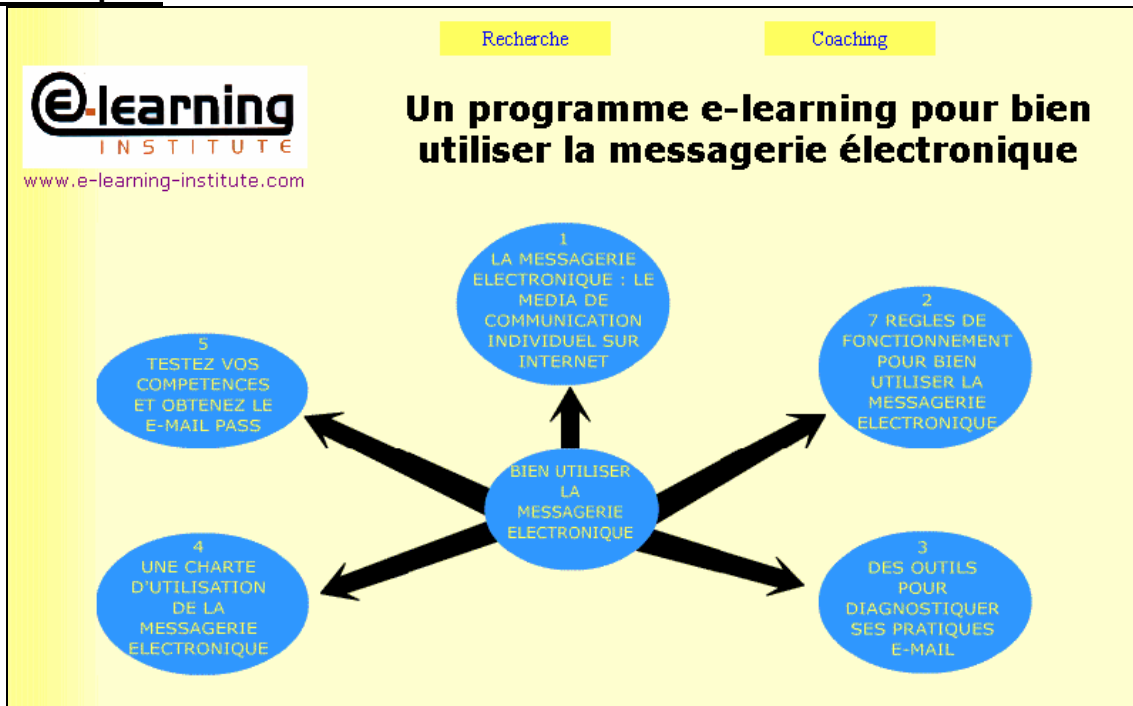 Recherche
Coaching
e-learning
INSTITUTE
www.e-learning-institute.com
Un programme e-learning pour bien
utiliser la messagerie électronique
1
LA MESSAGERIE
ELECTRONIQUE : LE
MEDIA DE
COMMUNICATION
INDIVIDUEL SUR
INTERNET
2
7 REGLES DE
FONCTIONNEMENT
POUR BIEN
UTILISER LA
MESSAGERIE
ELECTRONIQUE
5
TESTEZ VOS
COMPETENCES
ET OBTENEZ LE
E-MAIL PASS
BIEN UTILISER
LA
MESSAGERIE
ELECTRONIQUE
4
UNE CHARTE
D'UTILISATION
DE LA
MESSAGERIE
ELECTRONIQUE
3
DES OUTILS
POUR
DIAGNOSTIQUER
SES PRATIQUES
E-MAIL